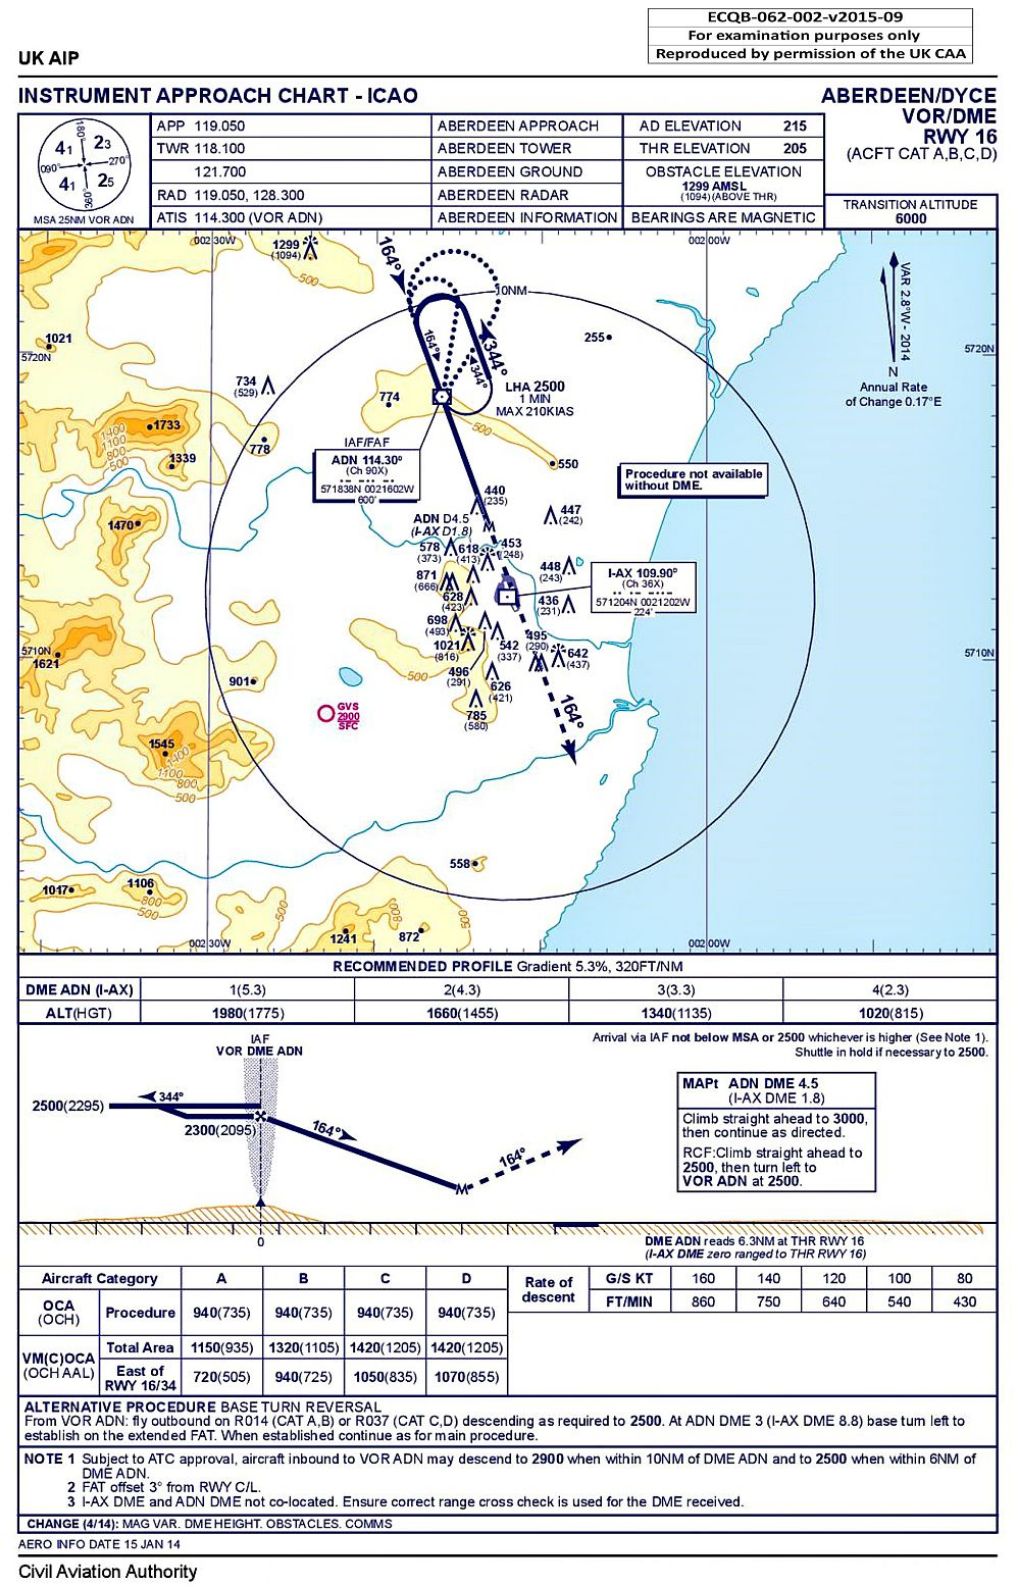 ECQB-062-002-v2015-09
For examination purposes only
Reproduced by permission of the UK CAA
UK AIP
INSTRUMENT APPROACH CHART - ICAO
ABERDEEN/DYCE
VOR/DME
RWY 16
(ACFT CAT A,B,C,D)
180°
41 23
090° 270°
41 25
360°
MSA 25NM VOR ADN
APP 119.050 ABERDEEN APPROACH
TWR 118.100 ABERDEEN TOWER
121.700 ABERDEEN GROUND
RAD 119.050, 128.300 ABERDEEN RADAR
ATIS 114.300 (VOR ADN) ABERDEEN INFORMATION
AD ELEVATION 215
THR ELEVATION 205
OBSTACLE ELEVATION
1299 AMSL
(1094) (ABOVE THR)
BEARINGS ARE MAGNETIC
TRANSITION ALTITUDE
6000
002 30W
002 00W
1299
(1094)
500
164°
10NM
VAR 2.8°W - 2014
N
Annual Rate
of Change 0.17°E
1021
5720N
5720N
255
164°
344°
344°
734
(529)
774
LHA 2500
1 MIN
MAX 210KIAS
500
1733
1400
1100
800
500
1339
778
550
IAF/FAF
ADN 114.30°
(Ch 90X)
571838N 0021602W
600'
Procedure not available
without DME.
440
(235)
447
(242)
1470
ADN D4.5
(I-AX D1.8)
453
(248)
578
(373)
618
(413)
448
(243)
871
(666)
I-AX 109.90°
(Ch 36X)
571204N 0021202W
224'
628
(423)
436
(231)
698
(493)
495
(290)
1021
(816)
542
(337)
642
(437)
5710N
5710N
1621
500
496
(291)
626
(421)
901
785
(580)
164°
GVS
2900
SFC
1545
1400
1100
800
500
558
1017
1106
800
500
500
800
500
1241
872
002 30W
002 00W
RECOMMENDED PROFILE Gradient 5.3%, 320FT/NM
DME ADN (I-AX) 1(5.3) 2(4.3) 3(3.3) 4(2.3)
ALT(HGT) 1980(1775) 1660(1455) 1340(1135) 1020(815)
IAF
VOR DME ADN
Arrival via IAF not below MSA or 2500 whichever is higher (See Note 1).
Shuttle in hold if necessary to 2500.
2500(2295)
344°
2300(2095)
164°
164°
M
MAPt ADN DME 4.5
(I-AX DME 1.8)
Climb straight ahead to 3000,
then continue as directed.
RCF:Climb straight ahead to
2500, then turn left to
VOR ADN at 2500.
0
DME ADN reads 6.3NM at THR RWY 16
(I-AX DME zero ranged to THR RWY 16)
Aircraft Category A B C D
OCA
(OCH) Procedure 940(735) 940(735) 940(735) 940(735)
VM(C)OCA
(OCH AAL)
Total Area 1150(935) 1320(1105) 1420(1205) 1420(1205)
East of
RWY 16/34 720(505) 940(725) 1050(835) 1070(855)
Rate of
descent
G/S KT 160 140 120 100 80
FT/MIN 860 750 640 540 430
ALTERNATIVE PROCEDURE BASE TURN REVERSAL
From VOR ADN: fly outbound on R014 (CAT A,B) or R037 (CAT C,D) descending as required to 2500. At ADN DME 3 (I-AX DME 8.8) base turn left to
establish on the extended FAT. When established continue as for main procedure.
NOTE 1 Subject to ATC approval, aircraft inbound to VOR ADN may descend to 2900 when within 10NM of DME ADN and to 2500 when within 6NM of
DME ADN.
2 FAT offset 3° from RWY C/L.
3 I-AX DME and ADN DME not co-located. Ensure correct range cross check is used for the DME received.
CHANGE (4/14): MAG VAR. DME HEIGHT. OBSTACLES. COMMS
AERO INFO DATE 15 JAN 14
Civil Aviation Authority